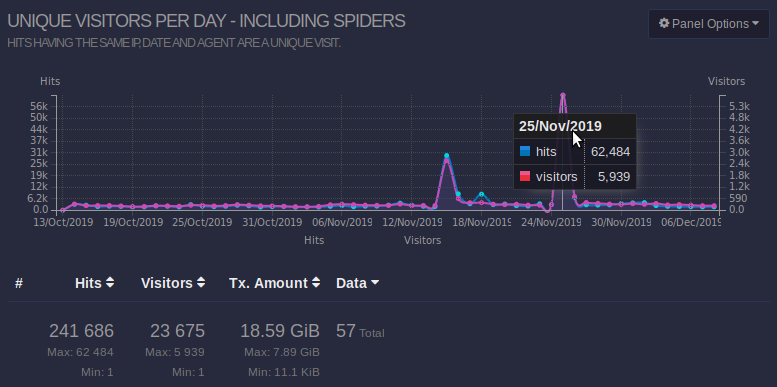 UNIQUE VISITORS PER DAY - INCLUDING SPIDERS
Panel Options
HITS HAVING THE SAME IP, DATE AND AGENT ARE A UNIQUE VISIT.
Hits Visitors
56k 5.3k
50k 4.8k
44k 4.2k
37k 3.6k
31k 3.0k
25k 2.4k
19k 1.8k
12k 1.2k
6.2k 590
0.0 0.0
25/Nov/2019
hits 62,484
visitors 5,939
13/Oct/2019 19/Oct/2019 25/Oct/2019 31/Oct/2019 06/Nov/2019 12/Nov/2019 18/Nov/2019 24/Nov/2019 30/Nov/2019 06/Dec/2019
Hits Visitors
# Hits Visitors Tx. Amount Data
241 686 23 675 18.59 GiB 57 Total
Max: 62 484 Max: 5 939 Max: 7.89 GiB
Min: 1 Min: 1 Min: 11.1 KiB